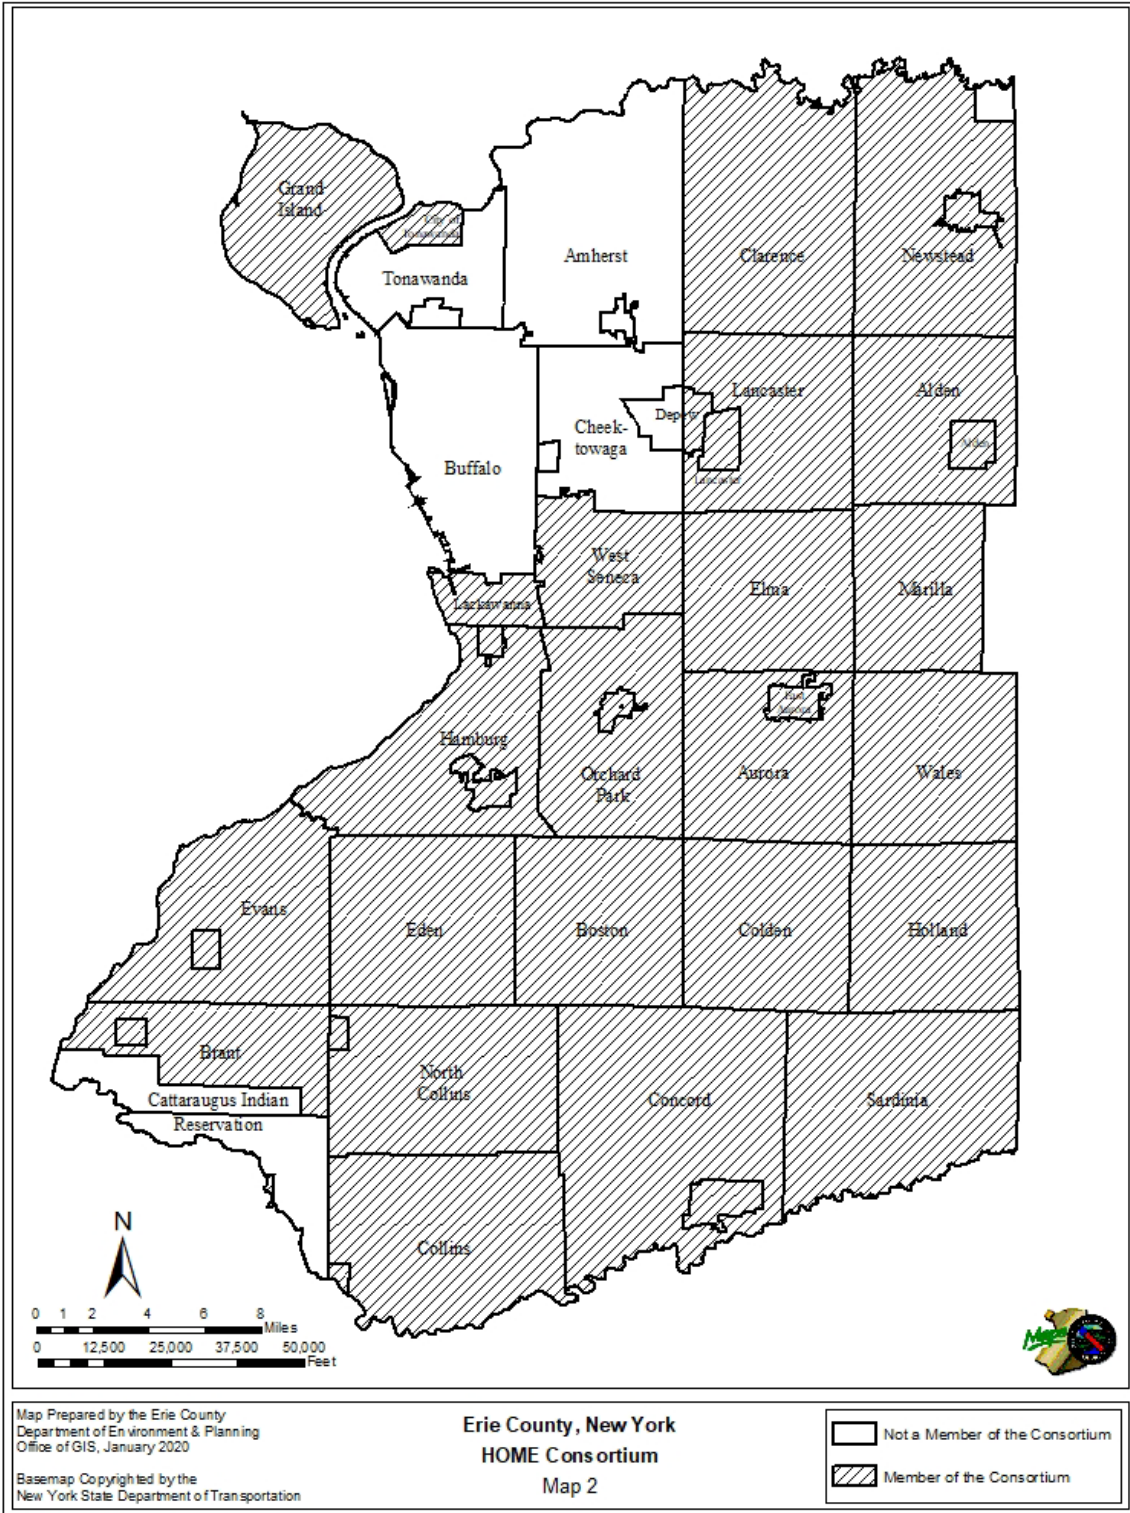 Grand
Island
City of
Tonawanda
Tonawanda
Amherst
Clarence
Newstead
Buffalo
Cheek-
towaga
Depew
Lancaster
Lancaster
Alden
Alden
West
Seneca
Elma
Marilla
Lackawanna
Hamburg
Orchard
Park
East
Aurora
Aurora
Wales
Evans
Eden
Boston
Colden
Holland
Brant
Cattaraugus Indian
Reservation
North
Collins
Concord
Sardinia
Collins
N
0 1 2 4 6 8
Miles
0 12,500 25,000 37,500 50,000
Feet
Map Prepared by the Erie County
Department of Environment & Planning
Office of GIS, January 2020
Basemap Copyrighted by the
New York State Department of Transportation
Erie County, New York
HOME Consortium
Map 2
Not a Member of the Consortium
Member of the Consortium